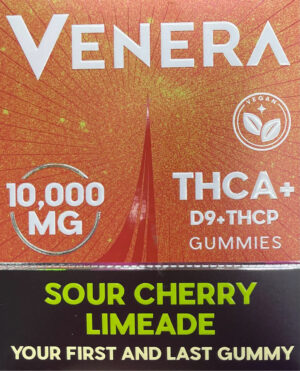 VENERA
VEGAN
10,000
MG
THCA+
D9+THCP
GUMMIES
SOUR CHERRY
LIMEADE
YOUR FIRST AND LAST GUMMY